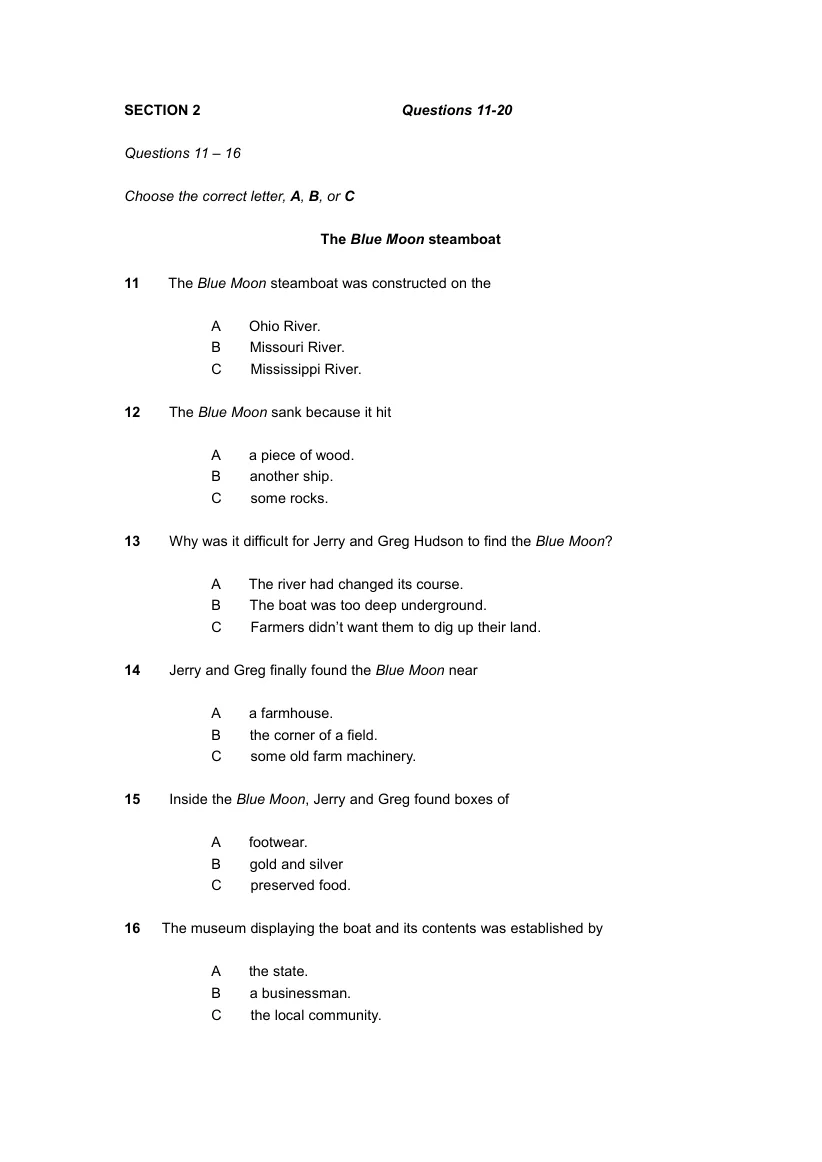 SECTION 2 Questions 11-20
Questions 11 – 16
Choose the correct letter, A, B, or C
The Blue Moon steamboat
11 The Blue Moon steamboat was constructed on the
A Ohio River.
B Missouri River.
C Mississippi River.
12 The Blue Moon sank because it hit
A a piece of wood.
B another ship.
C some rocks.
13 Why was it difficult for Jerry and Greg Hudson to find the Blue Moon?
A The river had changed its course.
B The boat was too deep underground.
C Farmers didn’t want them to dig up their land.
14 Jerry and Greg finally found the Blue Moon near
A a farmhouse.
B the corner of a field.
C some old farm machinery.
15 Inside the Blue Moon, Jerry and Greg found boxes of
A footwear.
B gold and silver
C preserved food.
16 The museum displaying the boat and its contents was established by
A the state.
B a businessman.
C the local community.